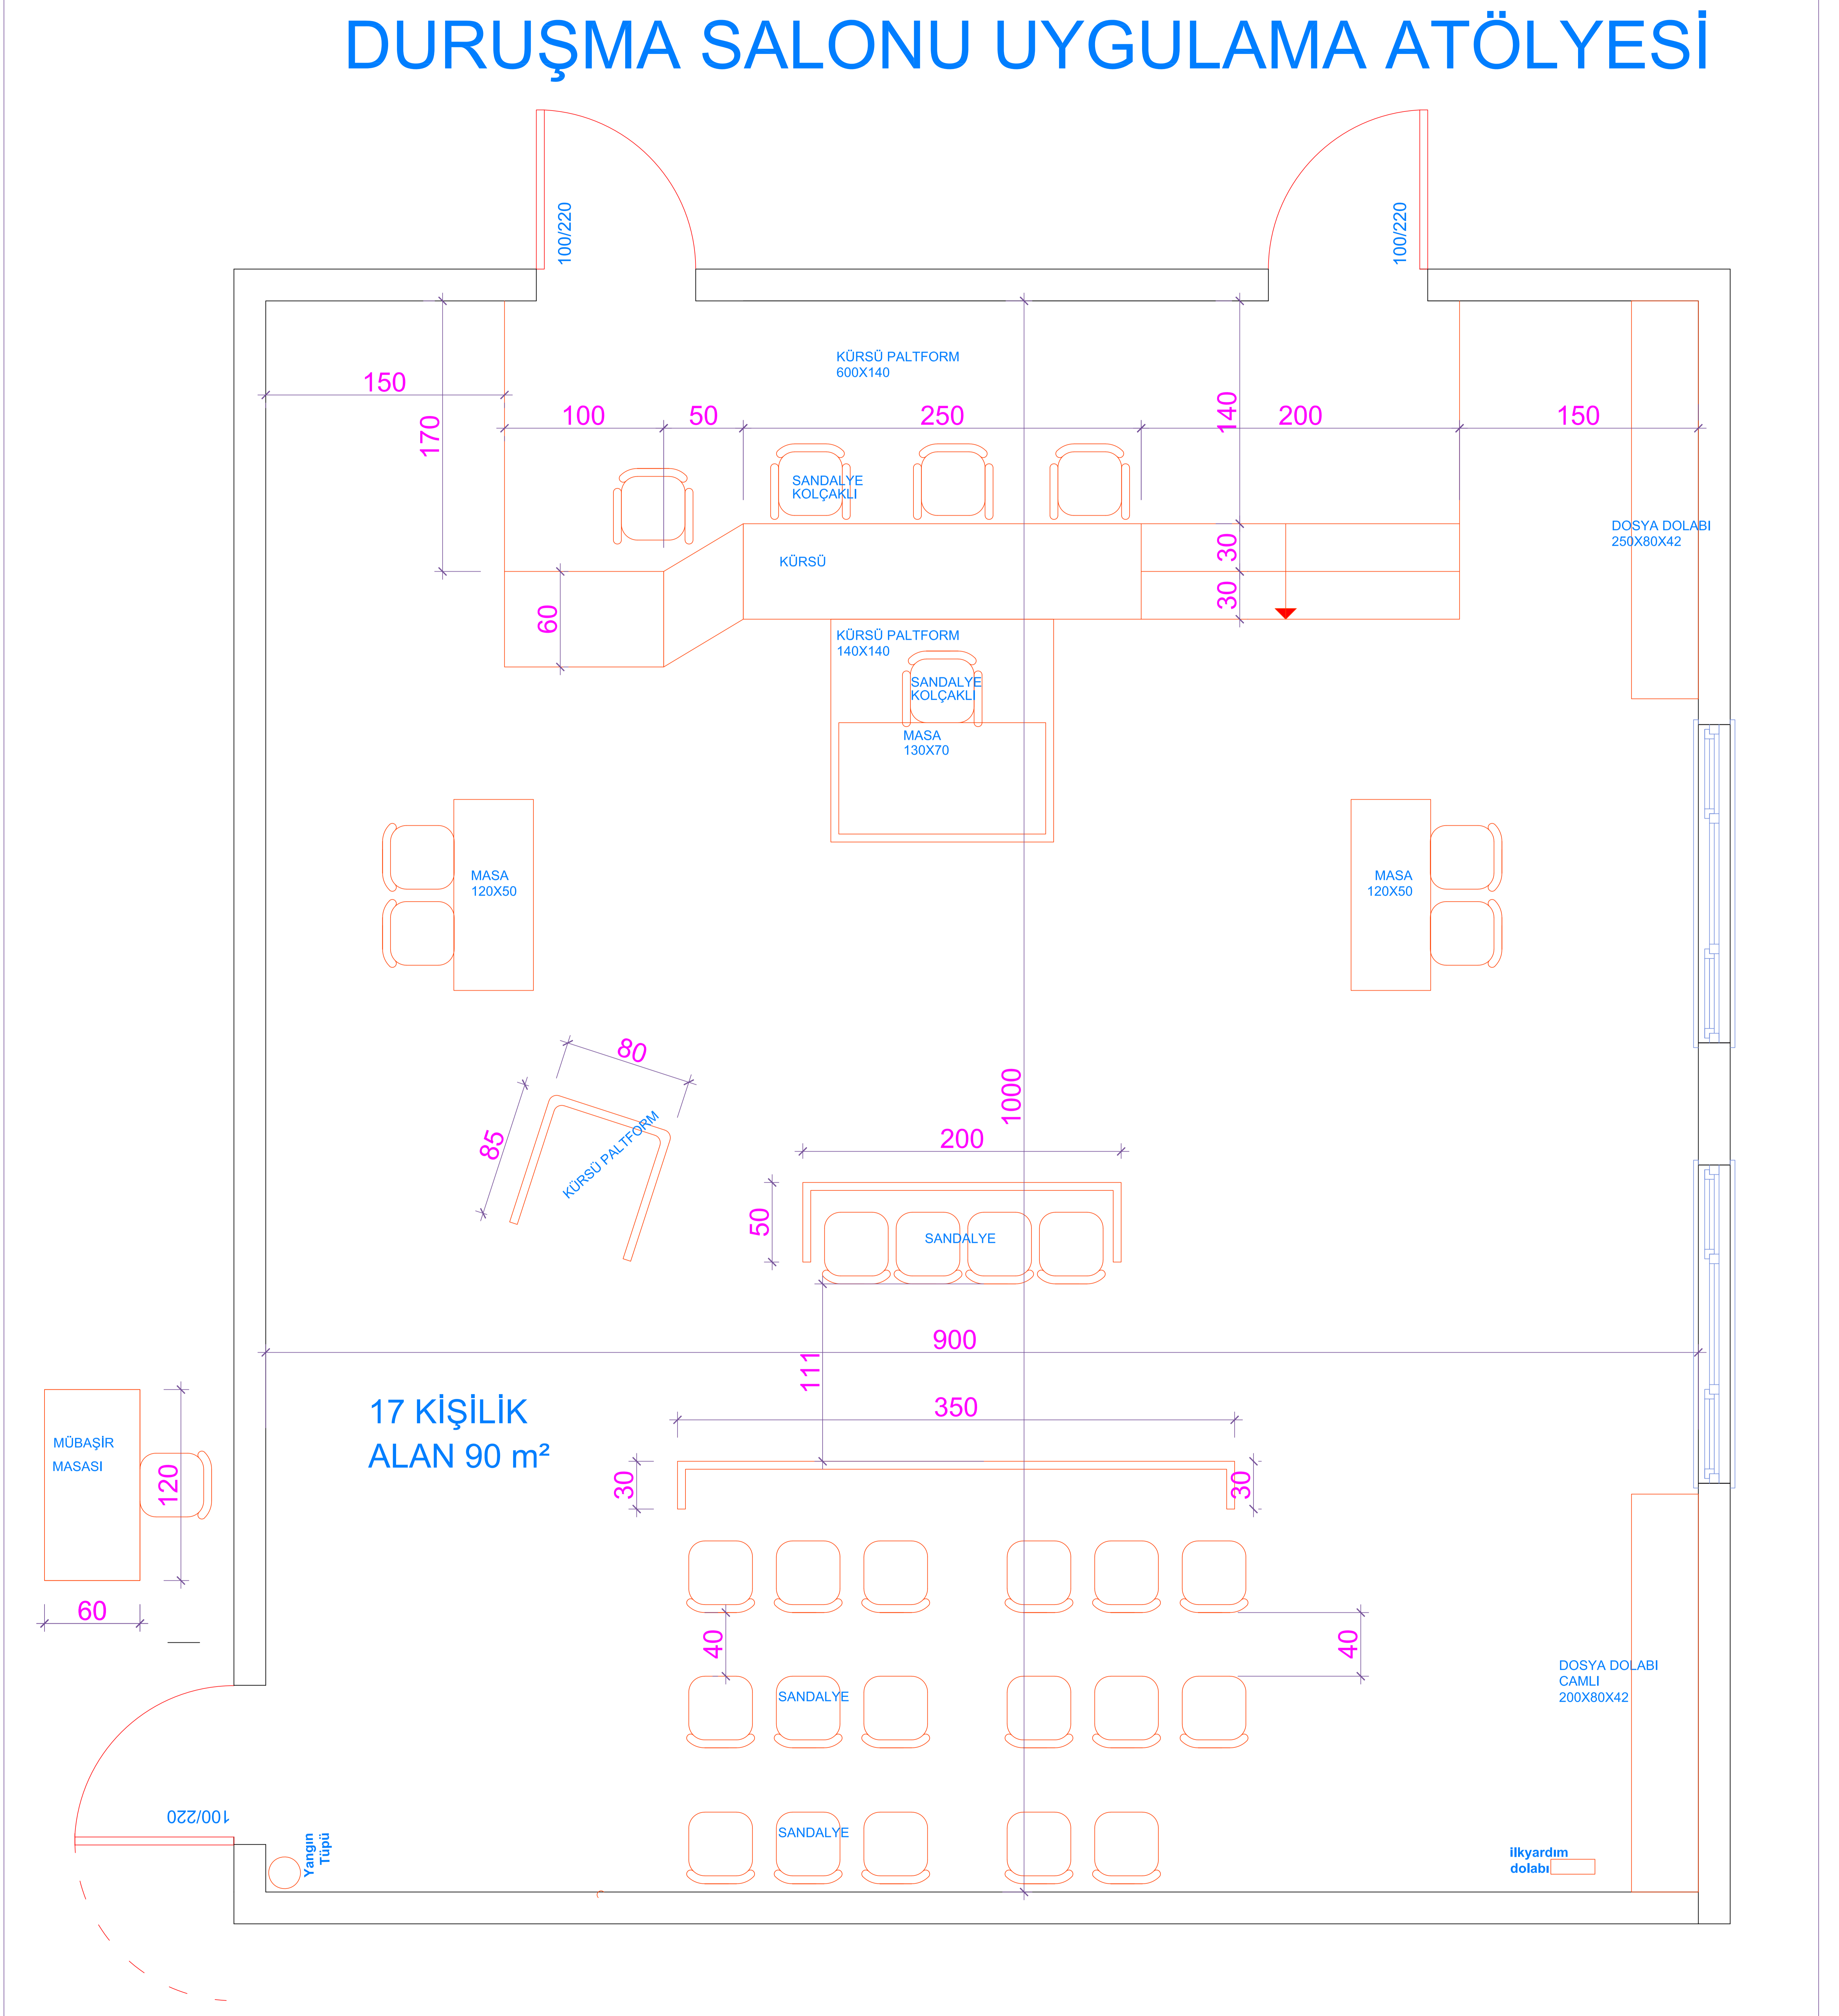 DURUŞMA SALONU UYGULAMA ATÖLYESİ
100/220
100/220
KÜRSÜ PALTFORM
600X140
150
170
100
50
250
140
200
150
SANDALYE
KOLÇAKLI
DOSYA DOLABI
250X80X42
KÜRSÜ
30
30
60
KÜRSÜ PALTFORM
140X140
SANDALYE
KOLÇAKLI
MASA
130X70
MASA
120X50
MASA
120X50
80
85
KÜRSÜ PALTFORM
1000
200
50
SANDALYE
900
111
17 KİŞİLİK
ALAN 90 m²
350
30
30
MÜBAŞİR
MASASI
120
60
40
40
SANDALYE
DOSYA DOLABI
CAMLI
200X80X42
100/220
Yangın
Tüpü
SANDALYE
ilkyardım
dolabı